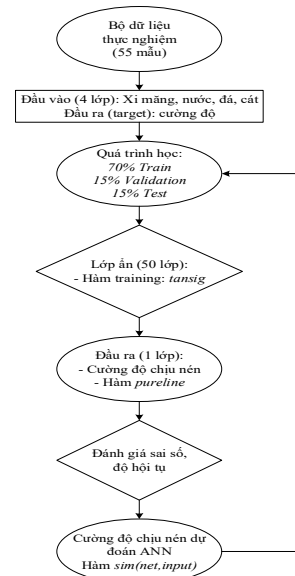 Bộ dữ liệu
thực nghiệm
(55 mẫu)
Đầu vào (4 lớp): Xi măng, nước, đá, cát
Đầu ra (target): cường độ
Quá trình học:
70% Train
15% Validation
15% Test
Lớp ẩn (50 lớp):
- Hàm training: tansig
Đầu ra (1 lớp):
- Cường độ chịu nén
- Hàm pureline
Đánh giá sai số,
độ hội tụ
Cường độ chịu nén dự
đoán ANN
Hàm sim(net,input)